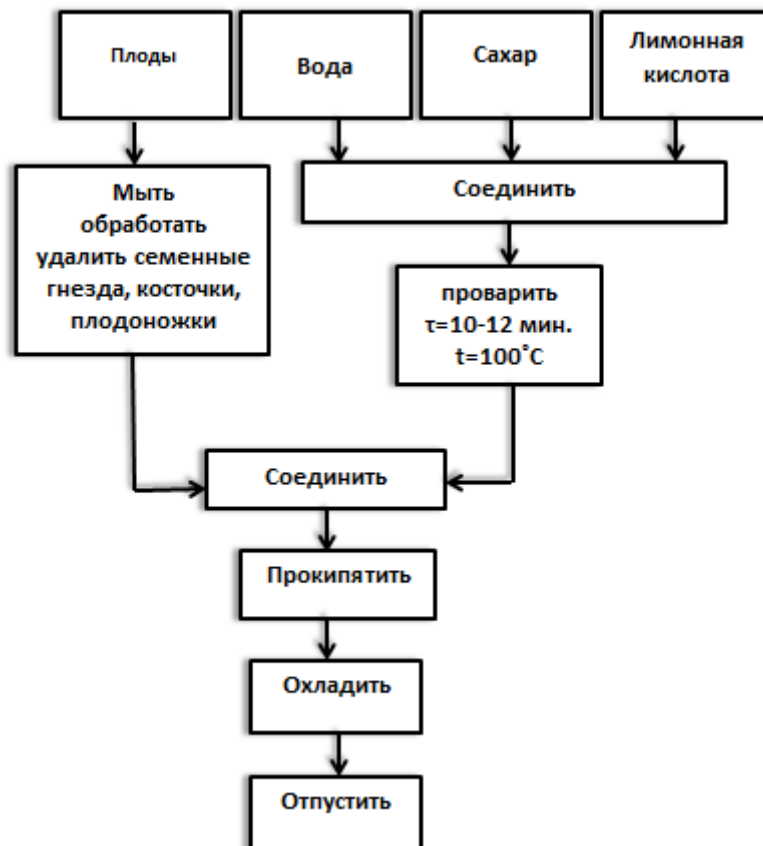 Плоды
Вода
Сахар
Лимонная
кислота
Мыть
обработать
удалить семенные
гнезда, косточки,
плодоножки
Соединить
проварить
τ=10-12 мин.
t=100˚C
Соединить
Прокипятить
Охладить
Отпустить